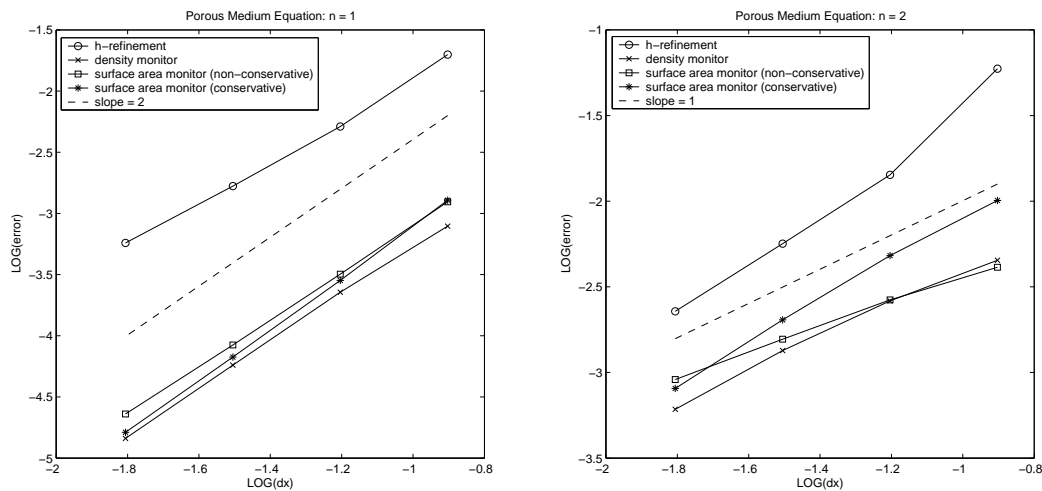 Porous Medium Equation: n = 1
−1.5
−2
−2.5
−3
−3.5
−4
−4.5
−5
LOG(error)
h−refinement
density monitor
surface area monitor (non−conservative)
surface area monitor (conservative)
slope = 2
−2
−1.8
−1.6
−1.4
−1.2
−1
−0.8
LOG(dx)
Porous Medium Equation: n = 2
−1
−1.5
−2
−2.5
−3
−3.5
LOG(error)
h−refinement
density monitor
surface area monitor (non−conservative)
surface area monitor (conservative)
slope = 1
−2
−1.8
−1.6
−1.4
−1.2
−1
−0.8
LOG(dx)